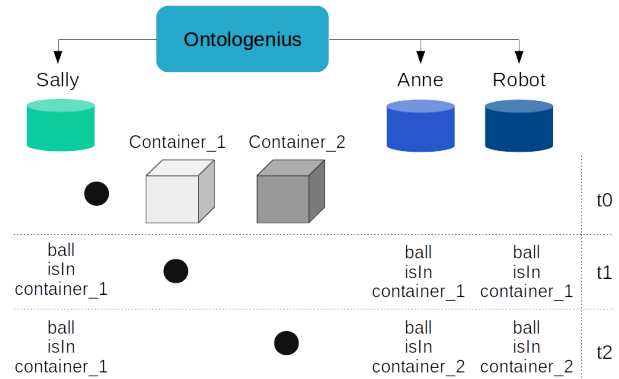 Ontologenius
Sally
Anne
Robot
Container_1
Container_2
t0
ball
isIn
container_1
ball
isIn
container_1
ball
isIn
container_1
t1
ball
isIn
container_1
ball
isIn
container_2
ball
isIn
container_2
t2